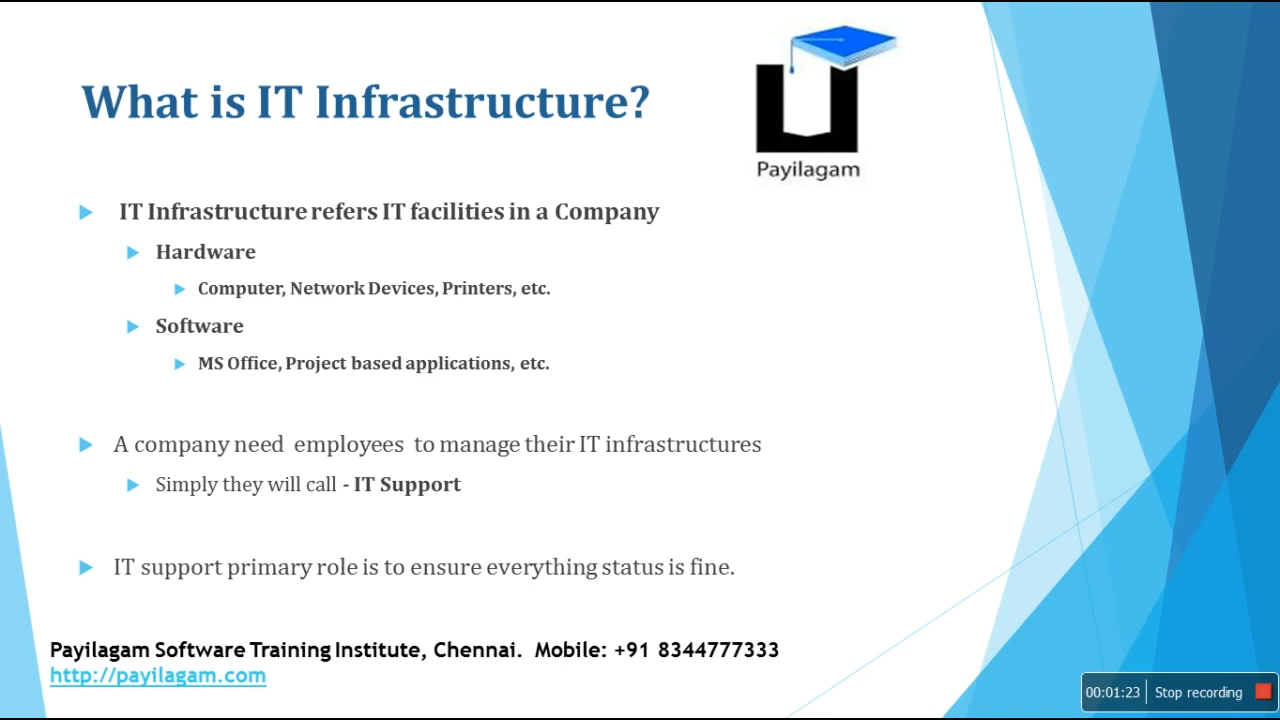 What is IT Infrastructure?
Payilagam
IT Infrastructure refers IT facilities in a Company
Hardware
Computer, Network Devices, Printers, etc.
Software
MS Office, Project based applications, etc.
A company need employees to manage their IT infrastructures
Simply they will call - IT Support
IT support primary role is to ensure everything status is fine.
Payilagam Software Training Institute, Chennai. Mobile: +91 8344777333
http://payilagam.com
00:01:23 Stop recording